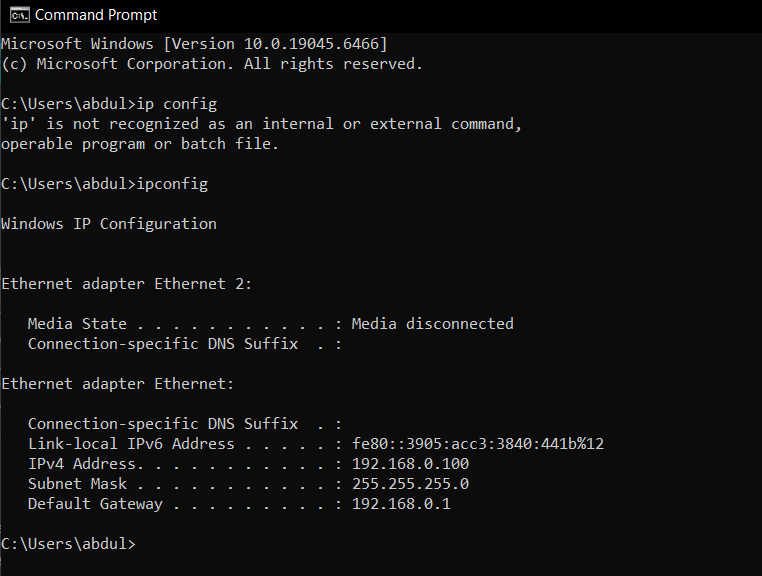 Command Prompt
Microsoft Windows [Version 10.0.19045.6466]
(c) Microsoft Corporation. All rights reserved.
C:\Users\abdul>ip config
'ip' is not recognized as an internal or external command,
operable program or batch file.
C:\Users\abdul>ipconfig
Windows IP Configuration
Ethernet adapter Ethernet 2:
   Media State . . . . . . . . . . . : Media disconnected
   Connection-specific DNS Suffix  . :
Ethernet adapter Ethernet:
   Connection-specific DNS Suffix  . :
   Link-local IPv6 Address . . . . . : fe80::3905:acc3:3840:441b%12
   IPv4 Address. . . . . . . . . . . : 192.168.0.100
   Subnet Mask . . . . . . . . . . . : 255.255.255.0
   Default Gateway . . . . . . . . . : 192.168.0.1
C:\Users\abdul>